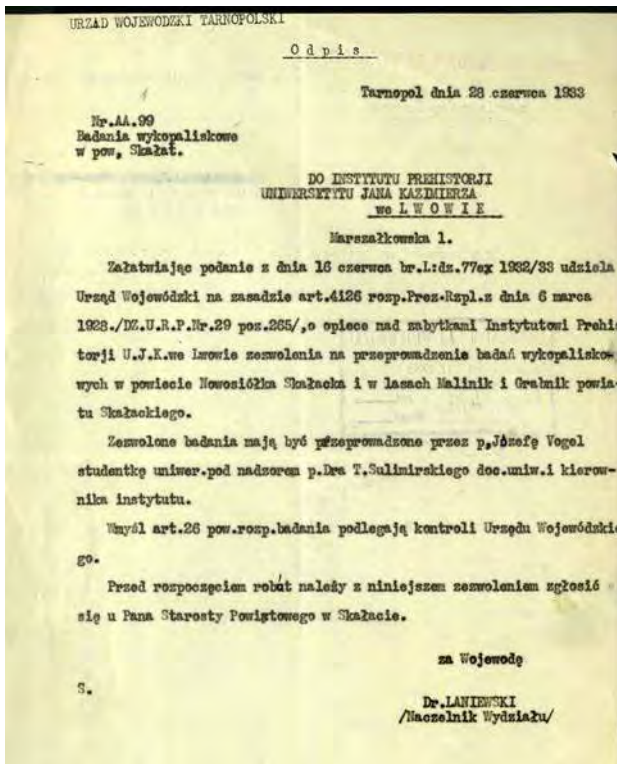 URZĄD WOJEWÓDZKI TARNOPOLSKI
Odpis
Tarnopol dnia 28 czerwca 1933
Nr.AA.99
Badania wykopaliskowe
w pow, Skałat.
DO INSTYTUTU PREHISTORJI
UNIWERSETYTU JANA KAZIMIERZA
we LWOWIE
Marszałkowska 1.
Załatwiając podanie z dnia 16 czerwca br.L:dz.77ex 1932/33 udziela
Urząd Wojewódzki na zasadzie art.4126 rozp.Prez.Rzpl.z dnia 6 marca
1928./DZ.U.R.P.Nr.29 poz.265/,o opiece nad zabytkami Instytutowi Prehis
torji U.J.K.we Lwowie zezwolenia na przeprowadzenie badań wykopalisko-
wych w powiecie Nowosiółka Skałacka i w lasach Malinik i Grabnik powia-
tu Skałackiego.
Zezwolone badania mają być przeprowadzone przez p,Józefę Vogel
studentkę uniwer.pod nadzorem p.Dra T.Sulimirskiego doc.uniw.i kierow-
nika instytutu.
Wmyśl art.26 pow.rozp.badania podlegają kontroli Urzędu Wojewódzkie
go.
Przed rozpoczęciem robót należy z niniejszem zezwoleniem zgłosić
się u Pana Starosty Powiatowego w Skałacie.
za Wojewodę
S.
Dr.LANIEWSKI
/Naczelnik Wydziału/